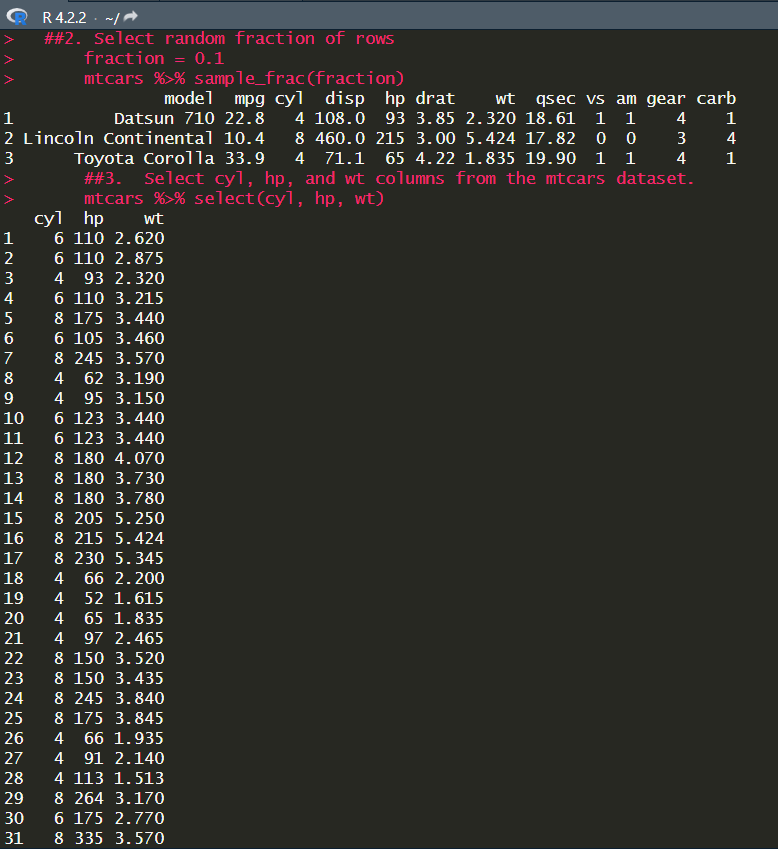 R R 4.2.2 · ~/
> ##2. Select random fraction of rows
> fraction = 0.1
> mtcars %>% sample_frac(fraction)
model mpg cyl disp hp drat wt qsec vs am gear carb
1 Datsun 710 22.8 4 108.0 93 3.85 2.320 18.61 1 1 4 1
2 Lincoln Continental 10.4 8 460.0 215 3.00 5.424 17.82 0 0 3 4
3 Toyota Corolla 33.9 4 71.1 65 4.22 1.835 19.90 1 1 4 1
> ##3. Select cyl, hp, and wt columns from the mtcars dataset.
> mtcars %>% select(cyl, hp, wt)
cyl hp wt
1 6 110 2.620
2 6 110 2.875
3 4 93 2.320
4 6 110 3.215
5 8 175 3.440
6 6 105 3.460
7 8 245 3.570
8 4 62 3.190
9 4 95 3.150
10 6 123 3.440
11 6 123 3.440
12 8 180 4.070
13 8 180 3.730
14 8 180 3.780
15 8 205 5.250
16 8 215 5.424
17 8 230 5.345
18 4 66 2.200
19 4 52 1.615
20 4 65 1.835
21 4 97 2.465
22 8 150 3.520
23 8 150 3.435
24 8 245 3.840
25 8 175 3.845
26 4 66 1.935
27 4 91 2.140
28 4 113 1.513
29 8 264 3.170
30 6 175 2.770
31 8 335 3.570